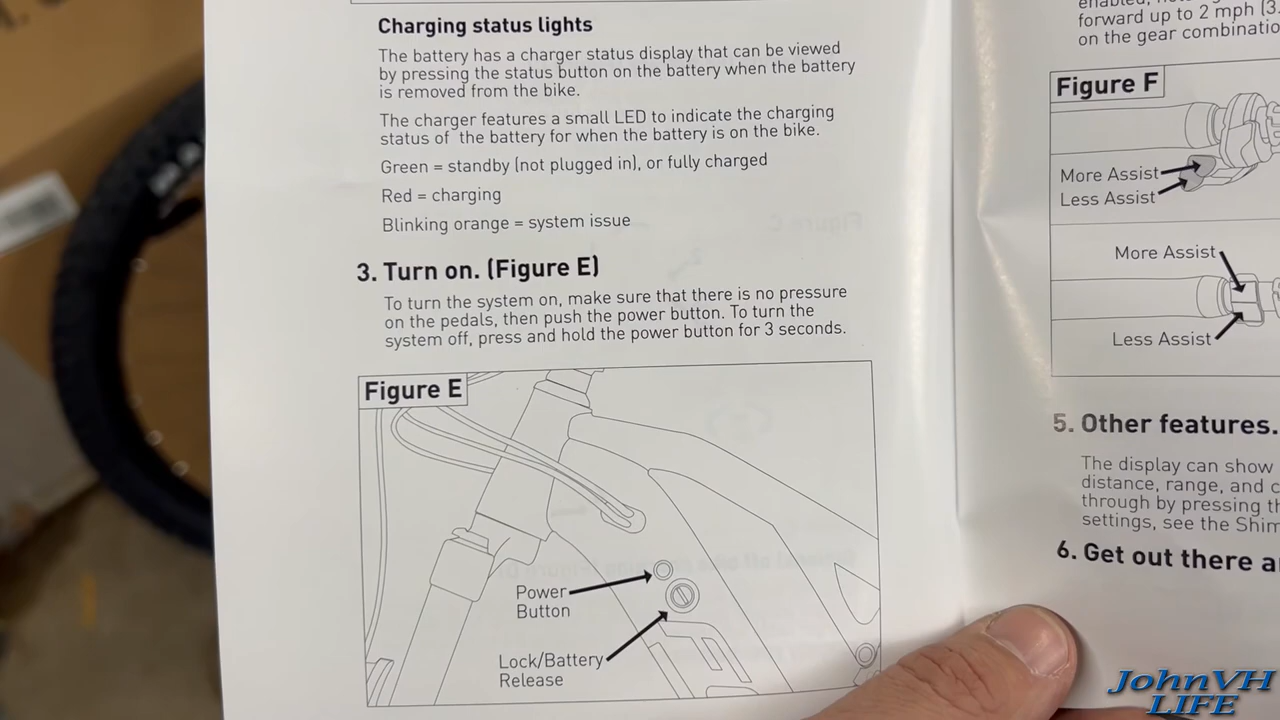 Charging status lights
The battery has a charger status display that can be viewed
by pressing the status button on the battery when the battery
is removed from the bike.
The charger features a small LED to indicate the charging
status of the battery for when the battery is on the bike.
Green = standby (not plugged in), or fully charged
Red = charging
Blinking orange = system issue
3. Turn on. (Figure E)
To turn the system on, make sure that there is no pressure
on the pedals, then push the power button. To turn the
system off, press and hold the power button for 3 seconds.
Figure E
Power
Button
Lock/Battery
Release
forward up to 2 mph (3.
on the gear combinatio
Figure F
More Assist
Less Assist
More Assist
Less Assist
5. Other features.
The display can show
distance, range, and c
through by pressing th
settings, see the Shim
6. Get out there a
JohnVH
LIFE